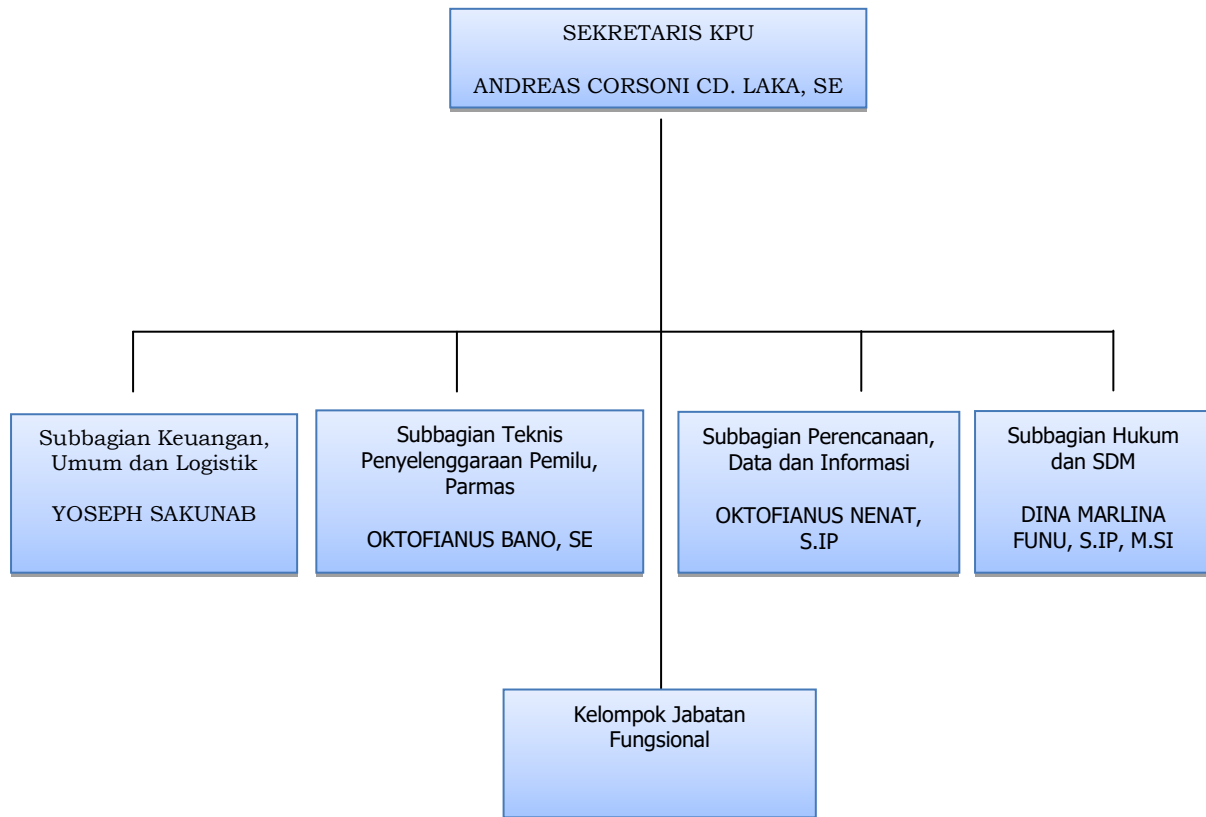 SEKRETARIS KPU
ANDREAS CORSONI CD. LAKA, SE
Subbagian Keuangan,
Umum dan Logistik
YOSEPH SAKUNAB
Subbagian Teknis
Penyelenggaraan Pemilu,
Parmas
OKTOFIANUS BANO, SE
Subbagian Perencanaan,
Data dan Informasi
OKTOFIANUS NENAT,
S.IP
Subbagian Hukum
dan SDM
DINA MARLINA
FUNU, S.IP, M.SI
Kelompok Jabatan
Fungsional